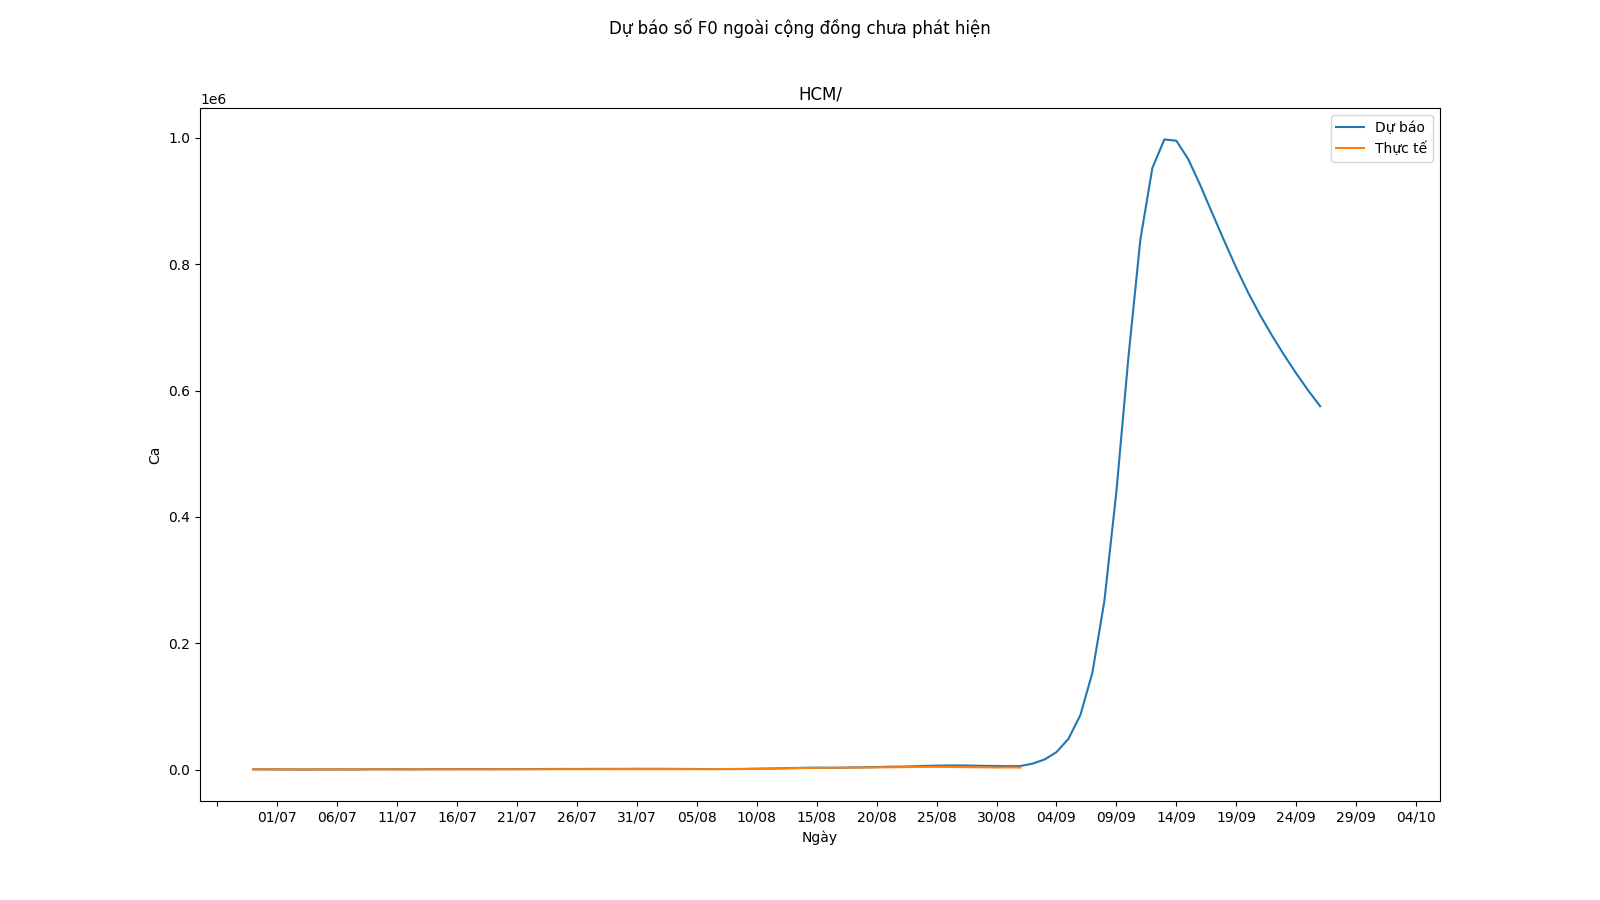 Dự báo số F0 ngoài cộng đồng chưa phát hiện
HCM/
1e6
Dự báo
Thực tế
1.0
0.8
0.6
0.4
0.2
0.0
Ca
01/07 06/07 11/07 16/07 21/07 26/07 31/07 05/08 10/08 15/08 20/08 25/08 30/08 04/09 09/09 14/09 19/09 24/09 29/09 04/10
Ngày